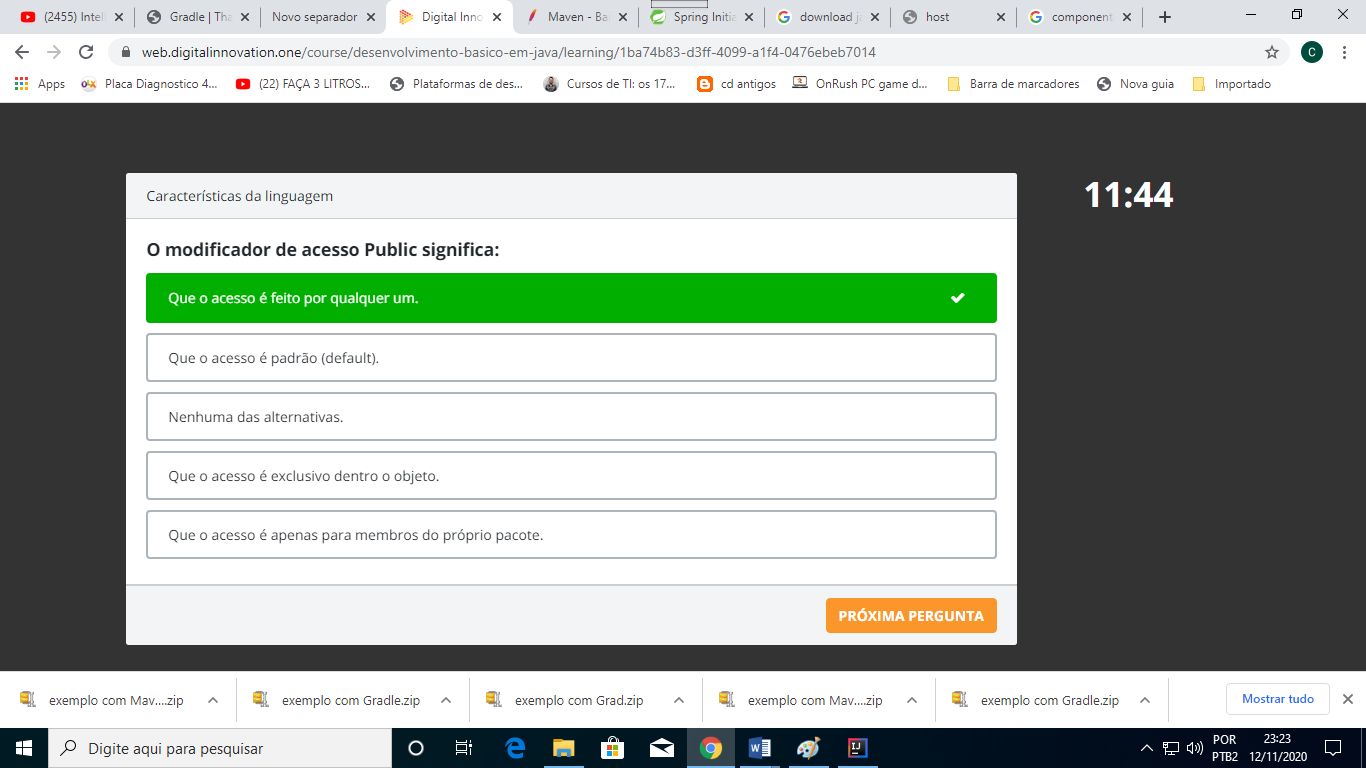 (2455) Intel
Gradle | Tha
Novo separador
Digital Inno
Maven - Ba
Spring Initia
download ja
host
component
web.digitalinnovation.one/course/desenvolvimento-basico-em-java/learning/1ba74b83-d3ff-4099-a1f4-0476ebeb7014
C
Apps
OLX Placa Diagnostico 4...
(22) FAÇA 3 LITROS...
Plataformas de des...
Cursos de TI: os 17...
cd antigos
OnRush PC game d...
Barra de marcadores
Nova guia
Importado
Características da linguagem
11:44
O modificador de acesso Public significa:
Que o acesso é feito por qualquer um.
Que o acesso é padrão (default).
Nenhuma das alternativas.
Que o acesso é exclusivo dentro o objeto.
Que o acesso é apenas para membros do próprio pacote.
PRÓXIMA PERGUNTA
exemplo com Mav....zip
exemplo com Gradle.zip
exemplo com Grad.zip
exemplo com Mav....zip
exemplo com Gradle.zip
Mostrar tudo
Digite aqui para pesquisar
POR
PTB2
23:23
12/11/2020